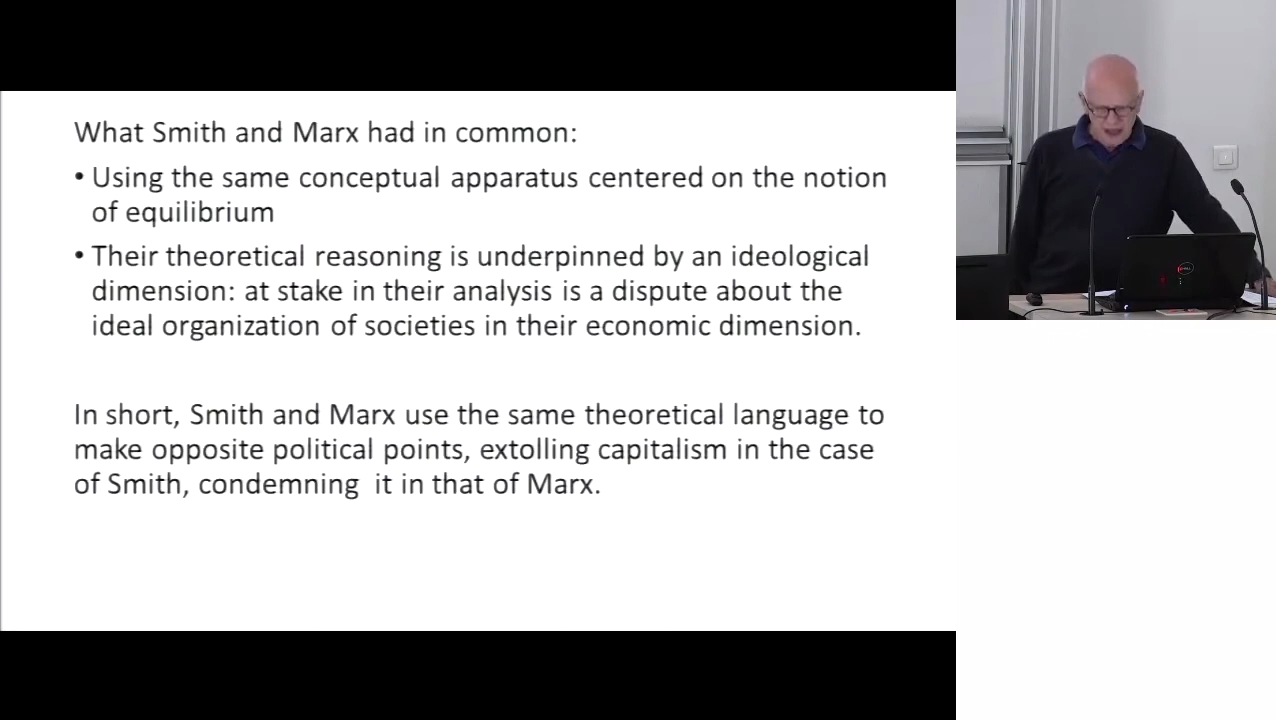 What Smith and Marx had in common:
• Using the same conceptual apparatus centered on the notion
of equilibrium
• Their theoretical reasoning is underpinned by an ideological
dimension: at stake in their analysis is a dispute about the
ideal organization of societies in their economic dimension.
In short, Smith and Marx use the same theoretical language to
make opposite political points, extolling capitalism in the case
of Smith, condemning  it in that of Marx.
DELL